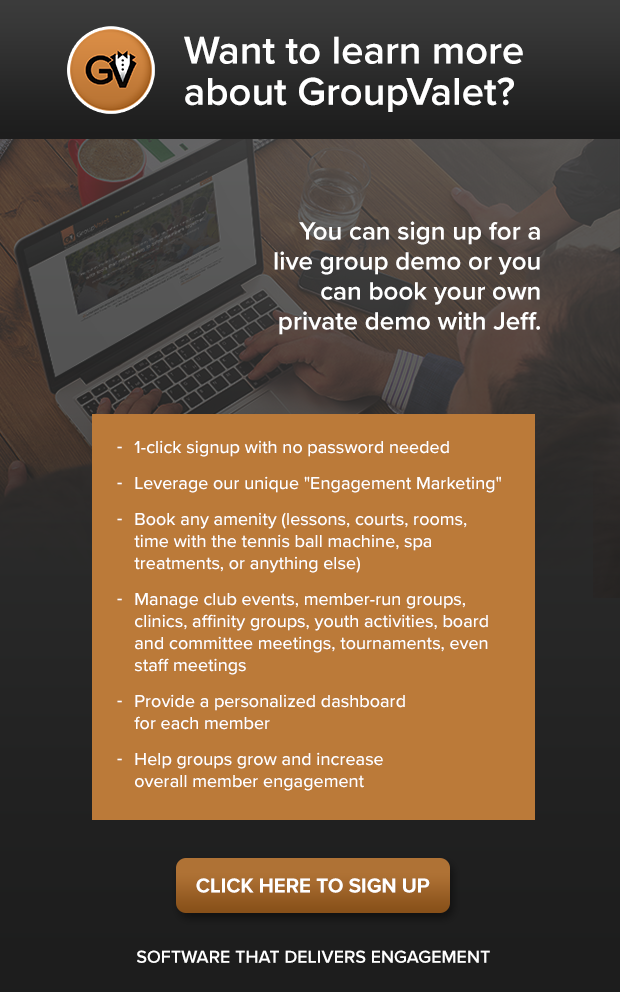 GV
Want to learn more
about GroupValet?
You can sign up for a
live group demo or you
can book your own
private demo with Jeff.
- 1-click signup with no password needed
- Leverage our unique "Engagement Marketing"
- Book any amenity (lessons, courts, rooms,
time with the tennis ball machine, spa
treatments, or anything else)
- Manage club events, member-run groups,
clinics, affinity groups, youth activities, board
and committee meetings, tournaments, even
staff meetings
- Provide a personalized dashboard
for each member
- Help groups grow and increase
overall member engagement
CLICK HERE TO SIGN UP
SOFTWARE THAT DELIVERS ENGAGEMENT